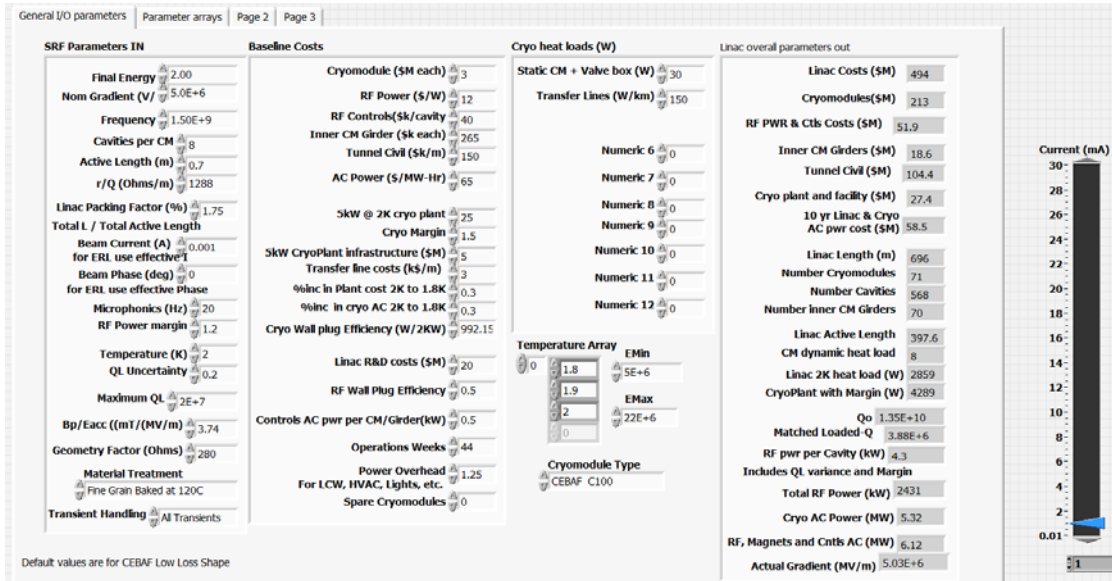 General I/O parameters Parameter arrays Page 2 Page 3
SRF Parameters IN
Final Energy 2.00
Nom Gradient (V/ 5.0E+6
Frequency 1.50E+9
Cavities per CM 8
Active Length (m) 0.7
r/Q (Ohms/m) 1288
Linac Packing Factor (%) 1.75
Total L / Total Active Length
Beam Current (A) 0.001
for ERL use effective I
Beam Phase (deg) 0
for ERL use effective Phase
Microphonics (Hz) 20
RF Power margin 1.2
Temperature (K) 2
QL Uncertainty 0.2
Maximum QL 2E+7
Bp/Eacc ((mT/(MV/m) 3.74
Geometry Factor (Ohms) 280
Material Treatment
Fine Grain Baked at 120C
Transient Handling All Transients
Default values are for CEBAF Low Loss Shape
Baseline Costs
Cryomodule ($M each) 3
RF Power ($/W) 12
RF Controls($k/cavity 40
Inner CM Girder ($k each) 265
Tunnel Civil ($k/m) 150
AC Power ($/MW-Hr) 65
5kW @ 2K cryo plant 25
Cryo Margin 1.5
5kW CryoPlant infrastructure ($M) 5
Transfer line costs (k$/m) 3
%inc in Plant cost 2K to 1.8K 0.3
%inc in cryo AC 2K to 1.8K 0.3
Cryo Wall plug Efficiency (W/2KW) 992.15
Linac R&D costs ($M) 20
RF Wall Plug Efficiency 0.5
Controls AC pwr per CM/Girder(kW) 0.5
Operations Weeks 44
Power Overhead 1.25
For LCW, HVAC, Lights, etc.
Spare Cryomodules 0
Cryo heat loads (W)
Static CM + Valve box (W) 30
Transfer Lines (W/km) 150
Numeric 6 0
Numeric 7 0
Numeric 8 0
Numeric 9 0
Numeric 10 0
Numeric 11 0
Numeric 12 0
Temperature Array
0
1.8
1.9
2
0
EMin
5E+6
EMax
22E+6
Cryomodule Type
CEBAF C100
Linac overall parameters out
Linac Costs ($M) 494
Cryomodules($M) 213
RF PWR & Ctls Costs ($M) 51.9
Inner CM Girders ($M) 18.6
Tunnel Civil ($M) 104.4
Cryo plant and facility ($M) 27.4
10 yr Linac & Cryo
AC pwr cost ($M) 58.5
Linac Length (m) 696
Number Cryomodules 71
Number Cavities 568
Number inner CM Girders 70
Linac Active Length 397.6
CM dynamic heat load 8
Linac 2K heat load (W) 2859
CryoPlant with Margin (W) 4289
Qo 1.35E+10
Matched Loaded-Q 3.88E+6
RF pwr per Cavity (kW) 4.3
Includes QL variance and Margin
Total RF Power (kW) 2431
Cryo AC Power (MW) 5.32
RF, Magnets and Cntls AC (MW) 6.12
Actual Gradient (MV/m) 5.03E+6
Current (mA)
30
28
26
24
22
20
18
16
14
12
10
8
6
4
2
0.01
1